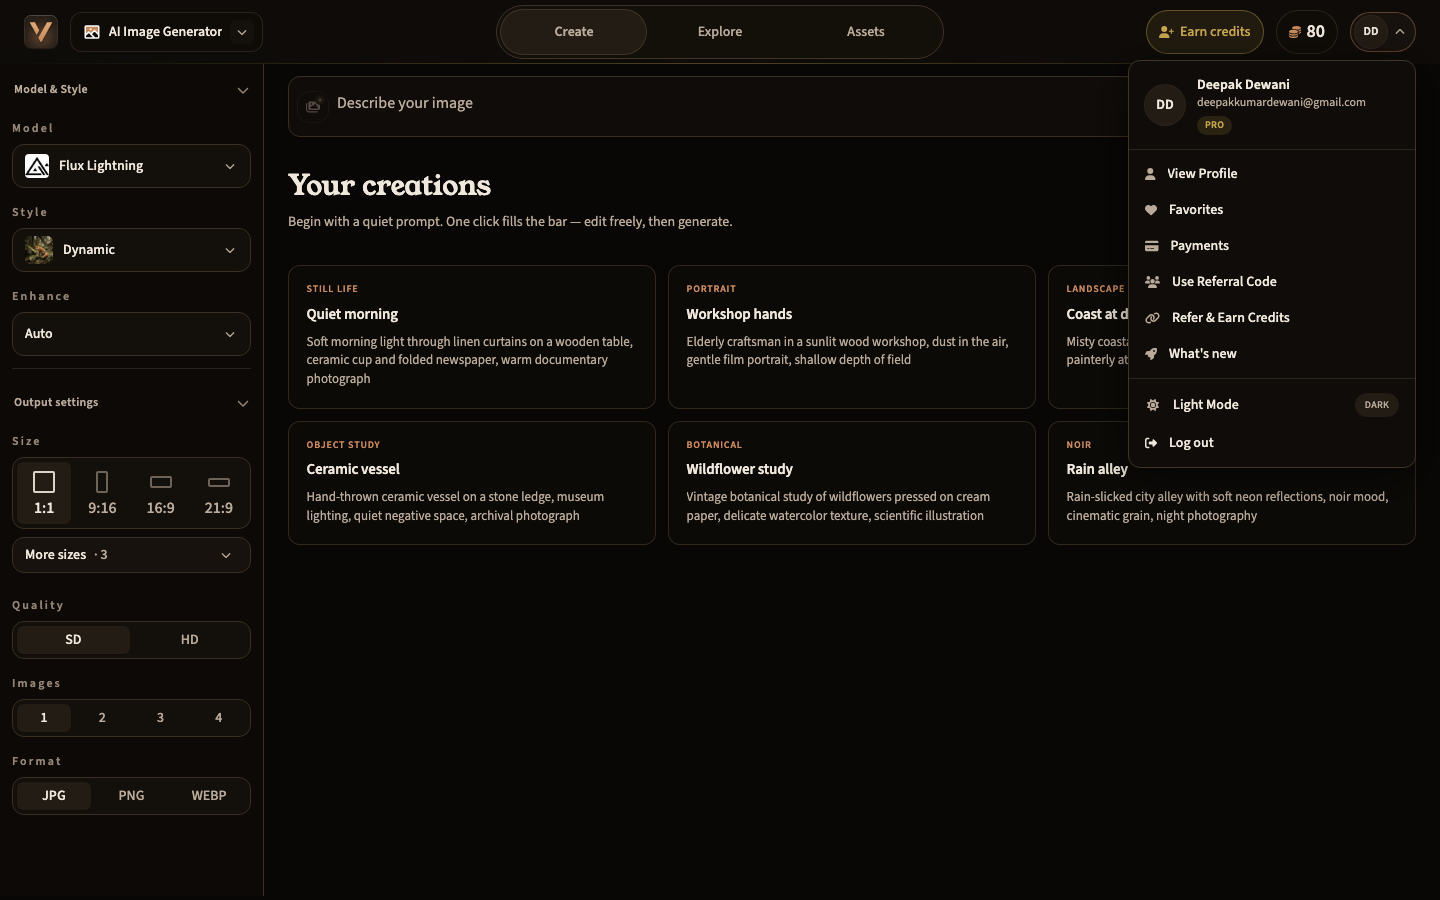 AI Image Generator
Create
Explore
Assets
Earn credits
80
DD
Model & Style
Model
Flux Lightning
Style
Dynamic
Enhance
Auto
Output settings
Size
1:1
9:16
16:9
21:9
More sizes · 3
Quality
SD
HD
Images
1
2
3
4
Format
JPG
PNG
WEBP
Describe your image
Your creations
Begin with a quiet prompt. One click fills the bar — edit freely, then generate.
STILL LIFE
Quiet morning
Soft morning light through linen curtains on a wooden table,
ceramic cup and folded newspaper, warm documentary
photograph
PORTRAIT
Workshop hands
Elderly craftsman in a sunlit wood workshop, dust in the air,
gentle film portrait, shallow depth of field
LANDSCAPE
Coast at
Misty
painterly
OBJECT STUDY
Ceramic vessel
Hand-thrown ceramic vessel on a stone ledge, museum
lighting, quiet negative space, archival photograph
BOTANICAL
Wildflower study
Vintage botanical study of wildflowers pressed on cream
paper, delicate watercolor texture, scientific illustration
NOIR
Rain alley
Rain-slicked city alley with soft neon reflections, noir mood,
cinematic grain, night photography
DD
Deepak Dewani
deepakkumardewani@gmail.com
PRO
View Profile
Favorites
Payments
Use Referral Code
Refer & Earn Credits
What's new
Light Mode
DARK
Log out